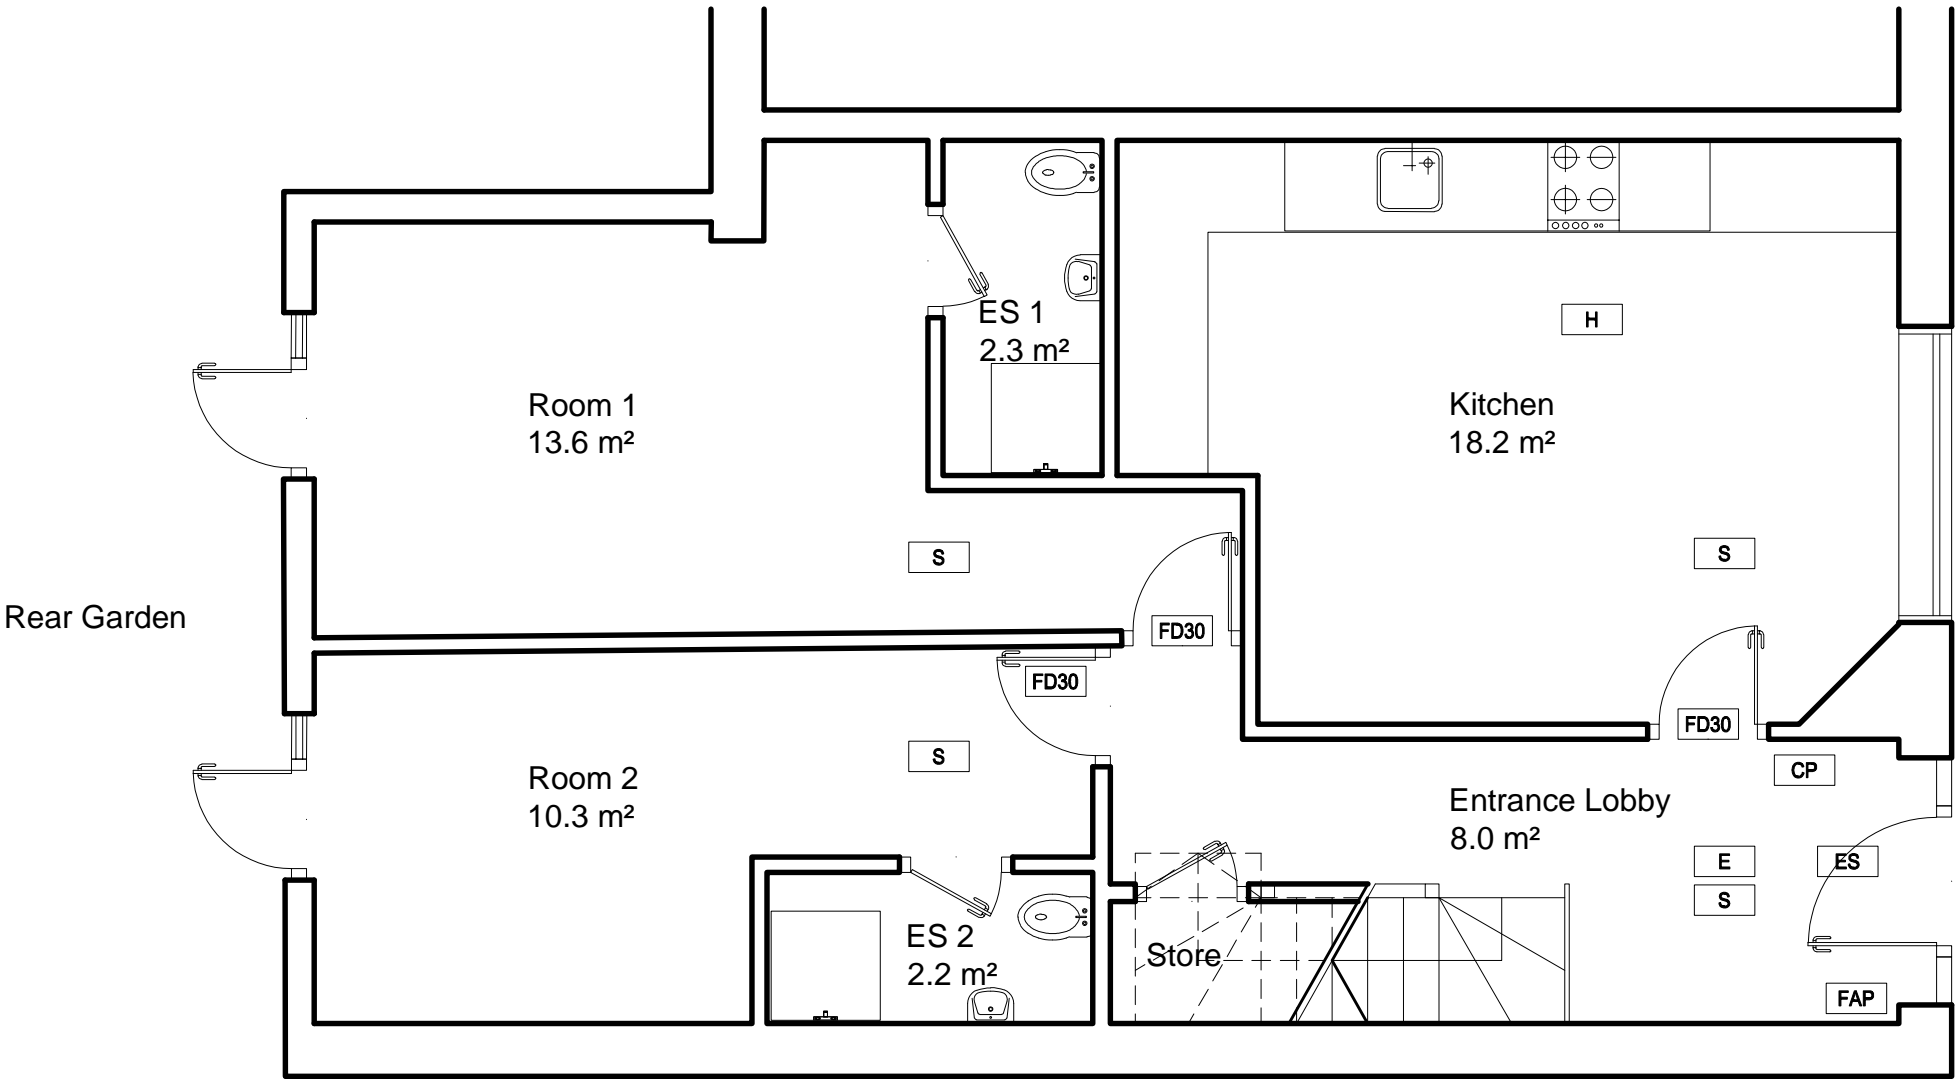 ES 1
2.3 m²
H
Room 1
13.6 m²
Kitchen
18.2 m²
S
S
Rear Garden
FD30
FD30
FD30
S
Room 2
10.3 m²
CP
Entrance Lobby
8.0 m²
E
ES
S
ES 2
2.2 m²
Store
FAP